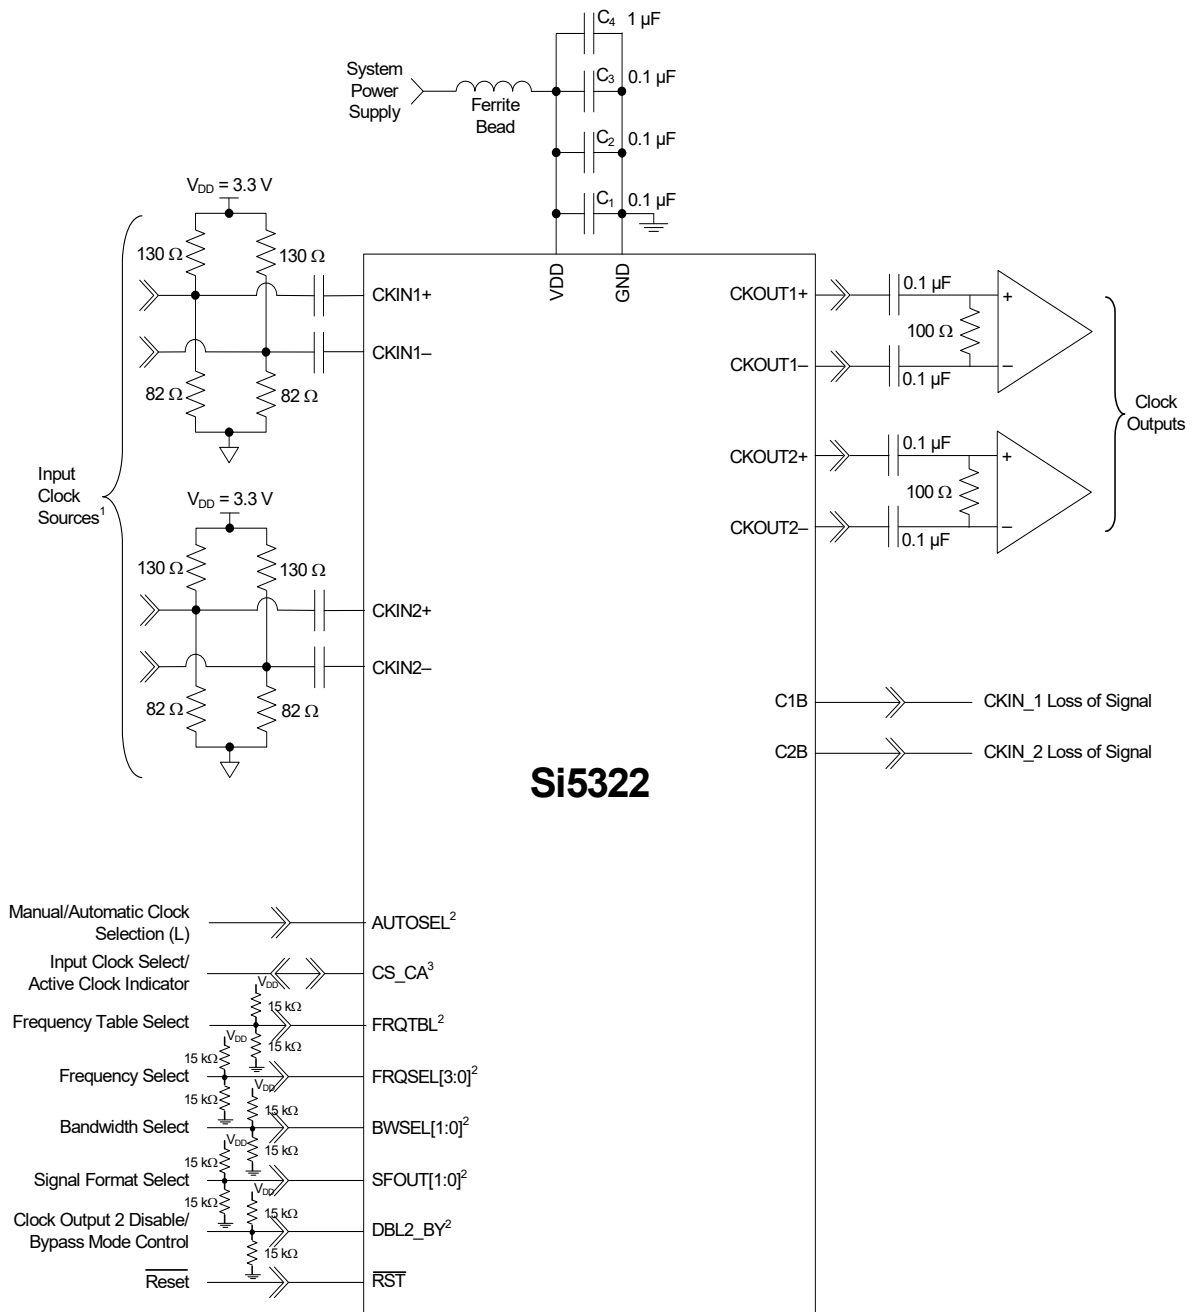 C4 1 µF
System
Power
Supply
Ferrite
Bead
C3 0.1 µF
C2 0.1 µF
C1 0.1 µF
VDD = 3.3 V
130 Ω
130 Ω
82 Ω
82 Ω
CKIN1+
CKIN1–
VDD
GND
CKOUT1+
CKOUT1–
0.1 µF
100 Ω
0.1 µF
+
–
Clock
Outputs
CKOUT2+
CKOUT2–
0.1 µF
100 Ω
0.1 µF
+
–
Input
Clock
Sources1
VDD = 3.3 V
130 Ω
130 Ω
82 Ω
82 Ω
CKIN2+
CKIN2–
C1B
CKIN_1 Loss of Signal
C2B
CKIN_2 Loss of Signal
Si5322
Manual/Automatic Clock
Selection (L)
AUTOSEL2
Input Clock Select/
Active Clock Indicator
CS_CA3
VDD
15 kΩ
Frequency Table Select
FRQTBL2
15 kΩ
VDD
15 kΩ
Frequency Select
FRQSEL[3:0]2
15 kΩ
VDD
15 kΩ
Bandwidth Select
BWSEL[1:0]2
15 kΩ
VDD
15 kΩ
Signal Format Select
SFOUT[1:0]2
15 kΩ
VDD
15 kΩ
Clock Output 2 Disable/
Bypass Mode Control
DBL2_BY2
15 kΩ
Reset
RST